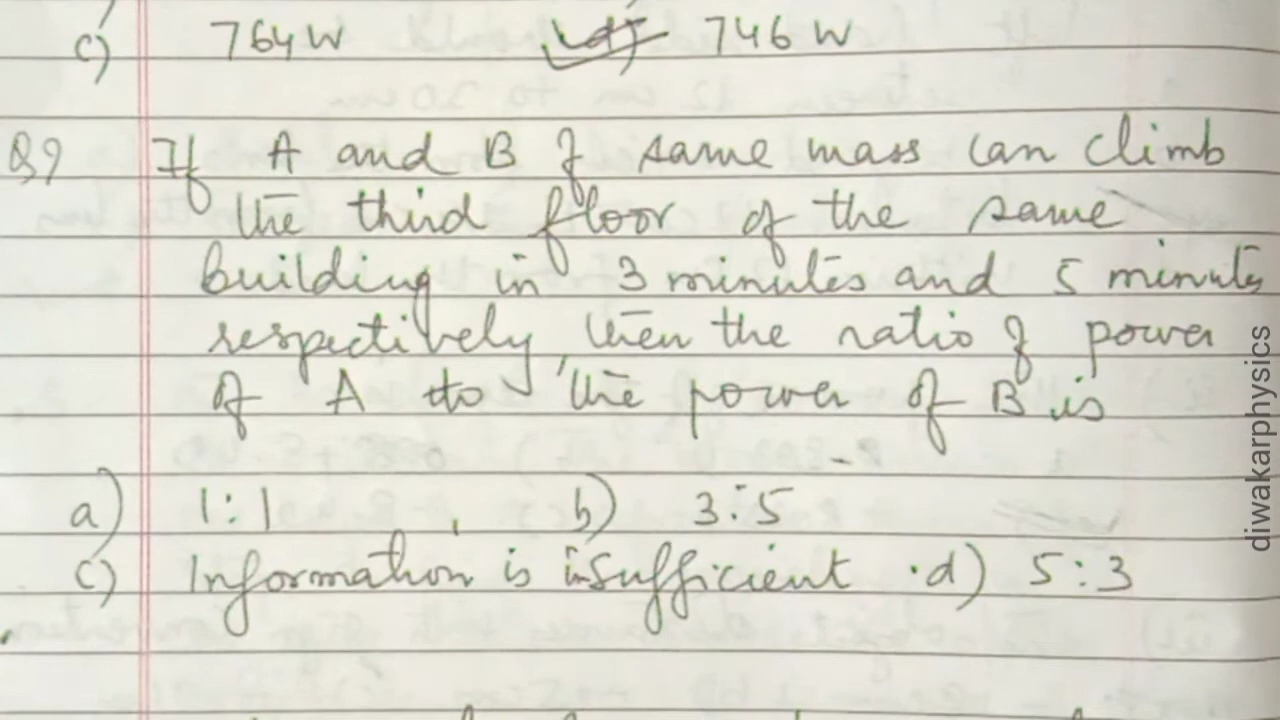 c) 764W d) 746 W
Q9 If A and B of same mass can climb
the third floor of the same
building in 3 minutes and 5 minutes
respectively, then the ratio of power
of A to the power of B is
a) 1:1 b) 3:5
c) Information is insufficient d) 5:3
diwakarphysics